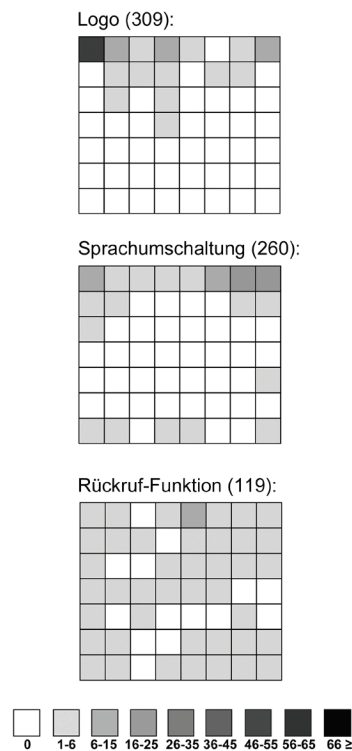 Logo (309):
Sprachumschaltung (260):
Rückruf-Funktion (119):
0 1-6 6-15 16-25 26-35 36-45 46-55 56-65 66 ≥